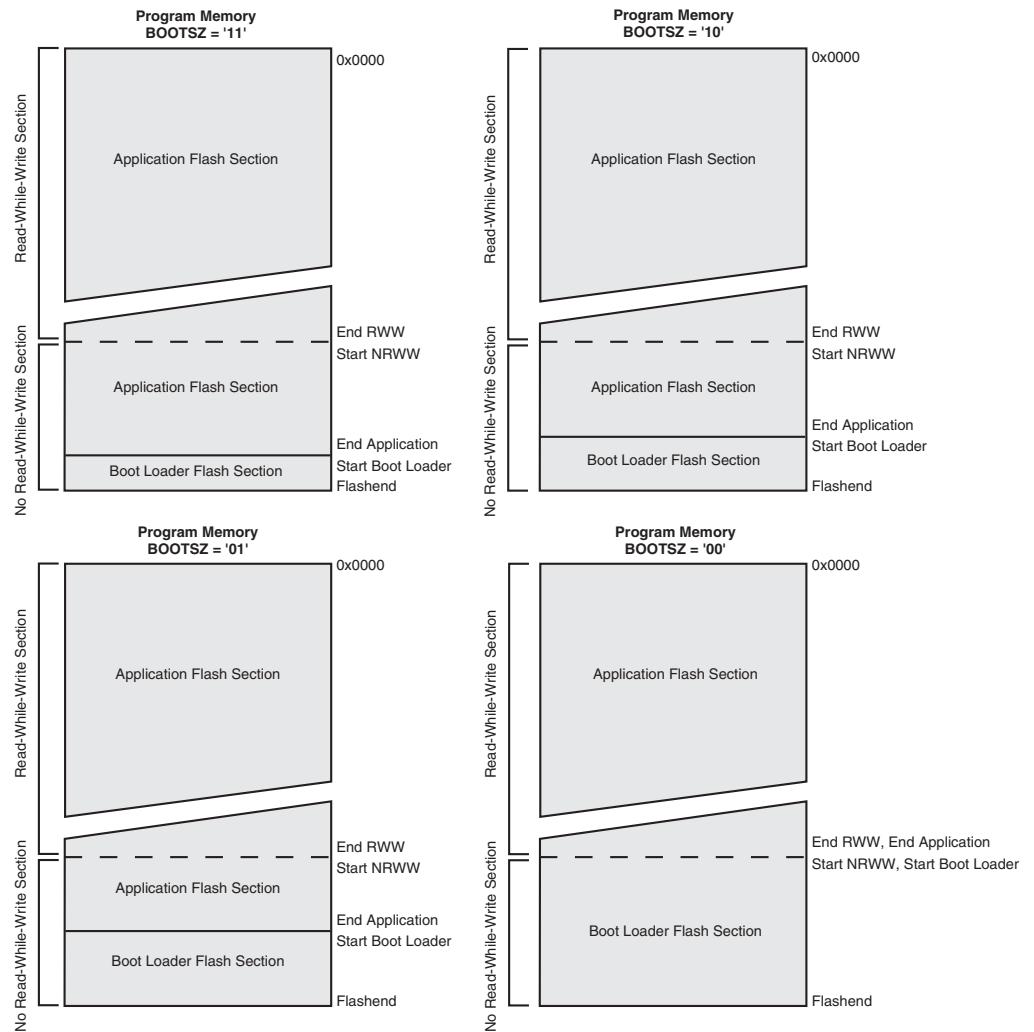 Program Memory
BOOTSZ = '11'
0x0000
Read-While-Write Section
Application Flash Section
End RWW
Start NRWW
No Read-While-Write Section
Application Flash Section
End Application
Start Boot Loader
Boot Loader Flash Section
Flashend
Program Memory
BOOTSZ = '10'
0x0000
Read-While-Write Section
Application Flash Section
End RWW
Start NRWW
No Read-While-Write Section
Application Flash Section
End Application
Start Boot Loader
Boot Loader Flash Section
Flashend
Program Memory
BOOTSZ = '01'
0x0000
Read-While-Write Section
Application Flash Section
End RWW
Start NRWW
No Read-While-Write Section
Application Flash Section
End Application
Start Boot Loader
Boot Loader Flash Section
Flashend
Program Memory
BOOTSZ = '00'
0x0000
Read-While-Write Section
Application Flash Section
End RWW, End Application
Start NRWW, Start Boot Loader
No Read-While-Write Section
Boot Loader Flash Section
Flashend